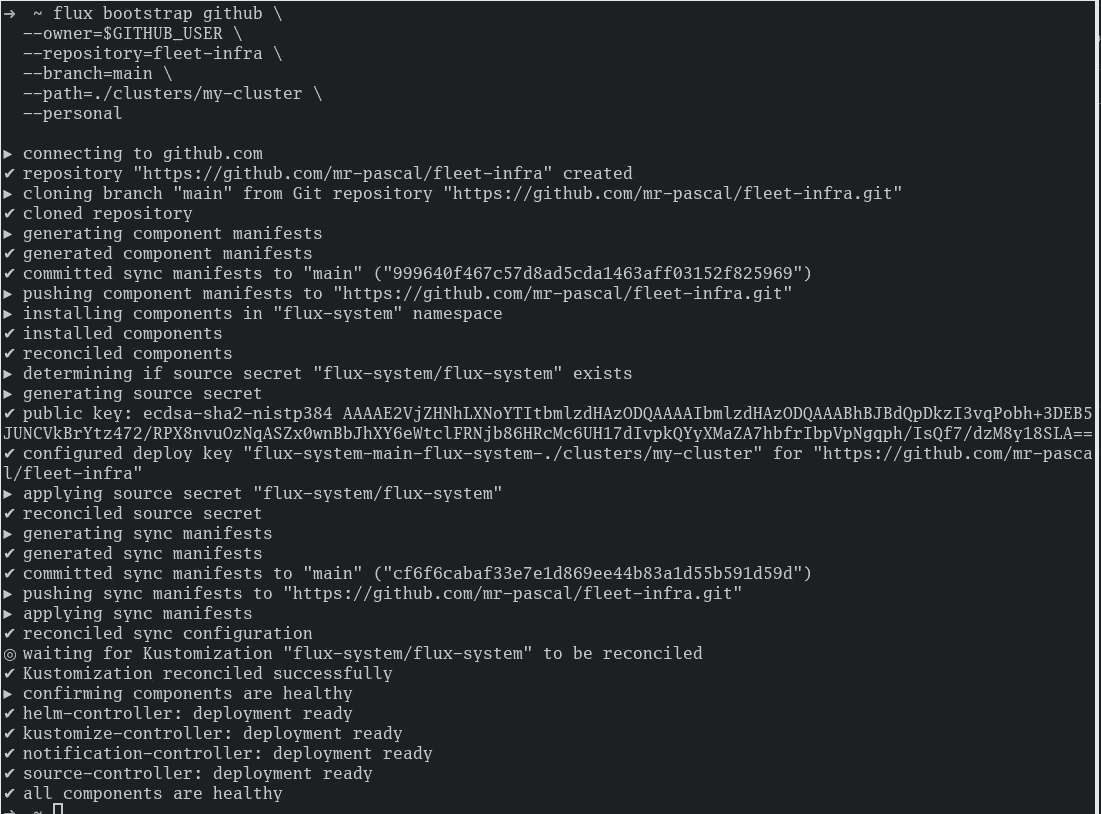 ➜  ~ flux bootstrap github \
  --owner=$GITHUB_USER \
  --repository=fleet-infra \
  --branch=main \
  --path=./clusters/my-cluster \
  --personal

► connecting to github.com
✔ repository "https://github.com/mr-pascal/fleet-infra" created
► cloning branch "main" from Git repository "https://github.com/mr-pascal/fleet-infra.git"
✔ cloned repository
► generating component manifests
✔ generated component manifests
✔ committed sync manifests to "main" ("999640f467c57d8ad5cda1463aff03152f825969")
► pushing component manifests to "https://github.com/mr-pascal/fleet-infra.git"
► installing components in "flux-system" namespace
✔ installed components
✔ reconciled components
► determining if source secret "flux-system/flux-system" exists
► generating source secret
✔ public key: ecdsa-sha2-nistp384 AAAAE2VjZHNhLXNoYTItbmlzdHAzODQAAAAIbmlzdHAzODQAAABhBJBdQpDkzI3vqPobh+3DEB5
JUNCVkBrYtz472/RPX8nvuOzNqASZx0wnBbJhXY6eWtclFRNjb86HRcMc6UH17dIvpkQYyXMaZA7hbfrIbpVpNgqph/IsQf7/dzM8y18SLA==
✔ configured deploy key "flux-system-main-flux-system-./clusters/my-cluster" for "https://github.com/mr-pasca
l/fleet-infra"
► applying source secret "flux-system/flux-system"
✔ reconciled source secret
► generating sync manifests
✔ generated sync manifests
✔ committed sync manifests to "main" ("cf6f6cabaf33e7e1d869ee44b83a1d55b591d59d")
► pushing sync manifests to "https://github.com/mr-pascal/fleet-infra.git"
► applying sync manifests
✔ reconciled sync configuration
◎ waiting for Kustomization "flux-system/flux-system" to be reconciled
✔ Kustomization reconciled successfully
► confirming components are healthy
✔ helm-controller: deployment ready
✔ kustomize-controller: deployment ready
✔ notification-controller: deployment ready
✔ source-controller: deployment ready
✔ all components are healthy
➜  ~